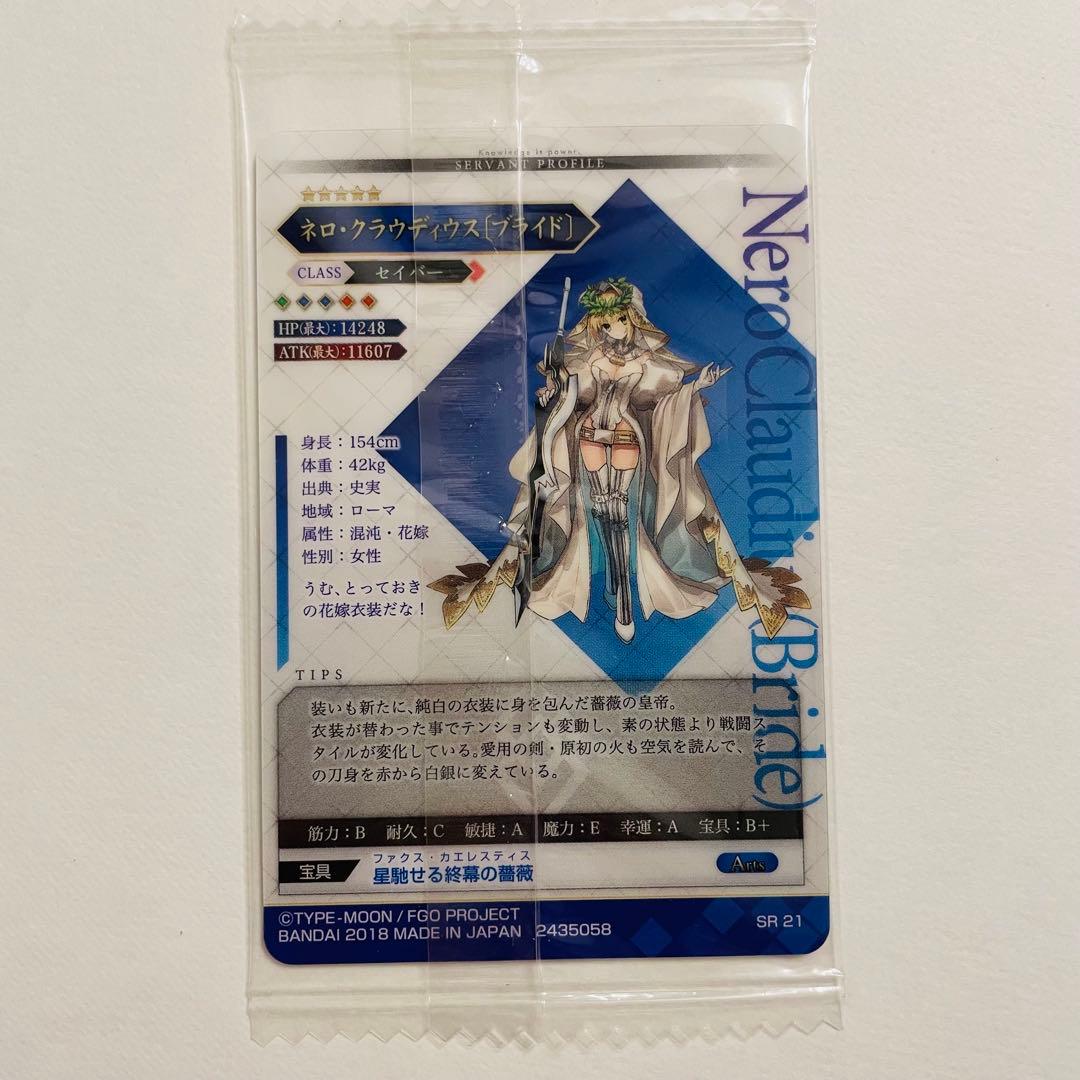 Knowledge is power.
SERVANT PROFILE
ネロ・クラウディウス〔ブライド〕
CLASS セイバー
HP(最大):14248
ATK(最大):11607
身長：154cm
体重：42kg
出典：史実
地域：ローマ
属性：混沌・花嫁
性別：女性
うむ、とっておき
の花嫁衣装だな！
Nero Claudius (Bride)
TIPS
装いも新たに、純白の衣装に身を包んだ薔薇の皇帝。
衣装が替わった事でテンションも変動し、素の状態より戦闘ス
タイルが変化している。愛用の剣・原初の火も空気を読んで、そ
の刀身を赤から白銀に変えている。
筋力：B 耐久：C 敏捷：A 魔力：E 幸運：A 宝具：B+
ファクス・カエレスティス
宝具 星馳せる終幕の薔薇 Arts
©TYPE-MOON / FGO PROJECT
BANDAI 2018 MADE IN JAPAN 2435058
SR 21